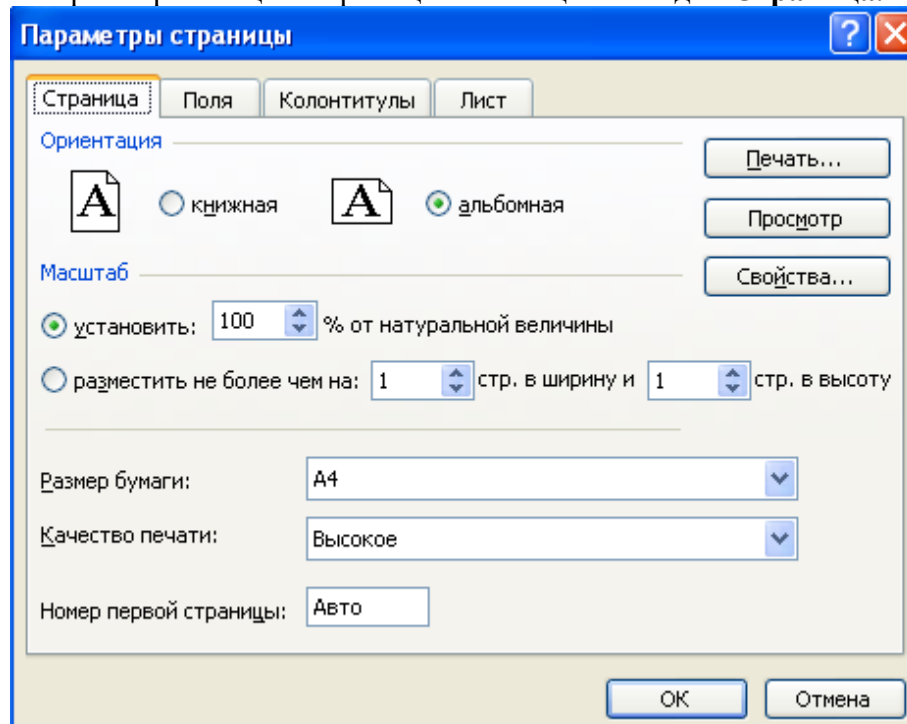 Параметры страницы
Страница Поля Колонтитулы Лист
Ориентация
Печать...
A книжная A альбомная
Просмотр
Масштаб
Свойства...
установить: 100 % от натуральной величины
разместить не более чем на: 1 стр. в ширину и 1 стр. в высоту
Размер бумаги: A4
Качество печати: Высокое
Номер первой страницы: Авто
ОК Отмена